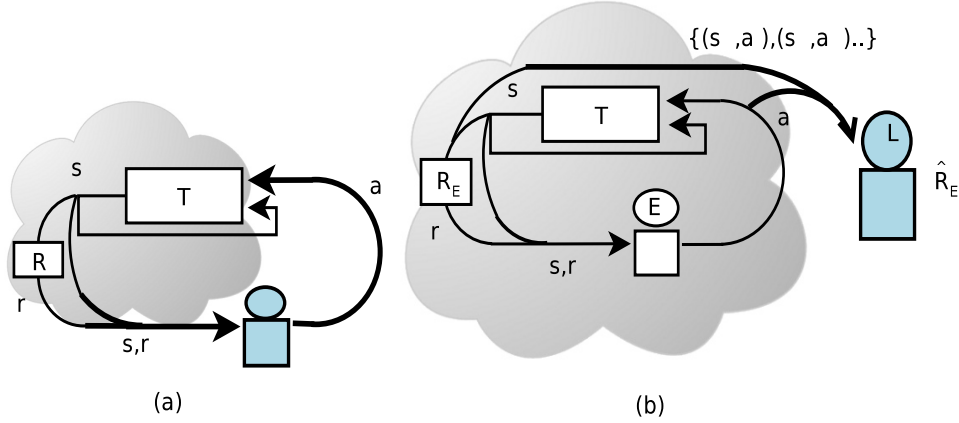 s
T
a
R
r
s,r
(a)
{(s ,a ),(s ,a )..}
s
T
a
L
R_E
E
R̂_E
r
s,r
(b)